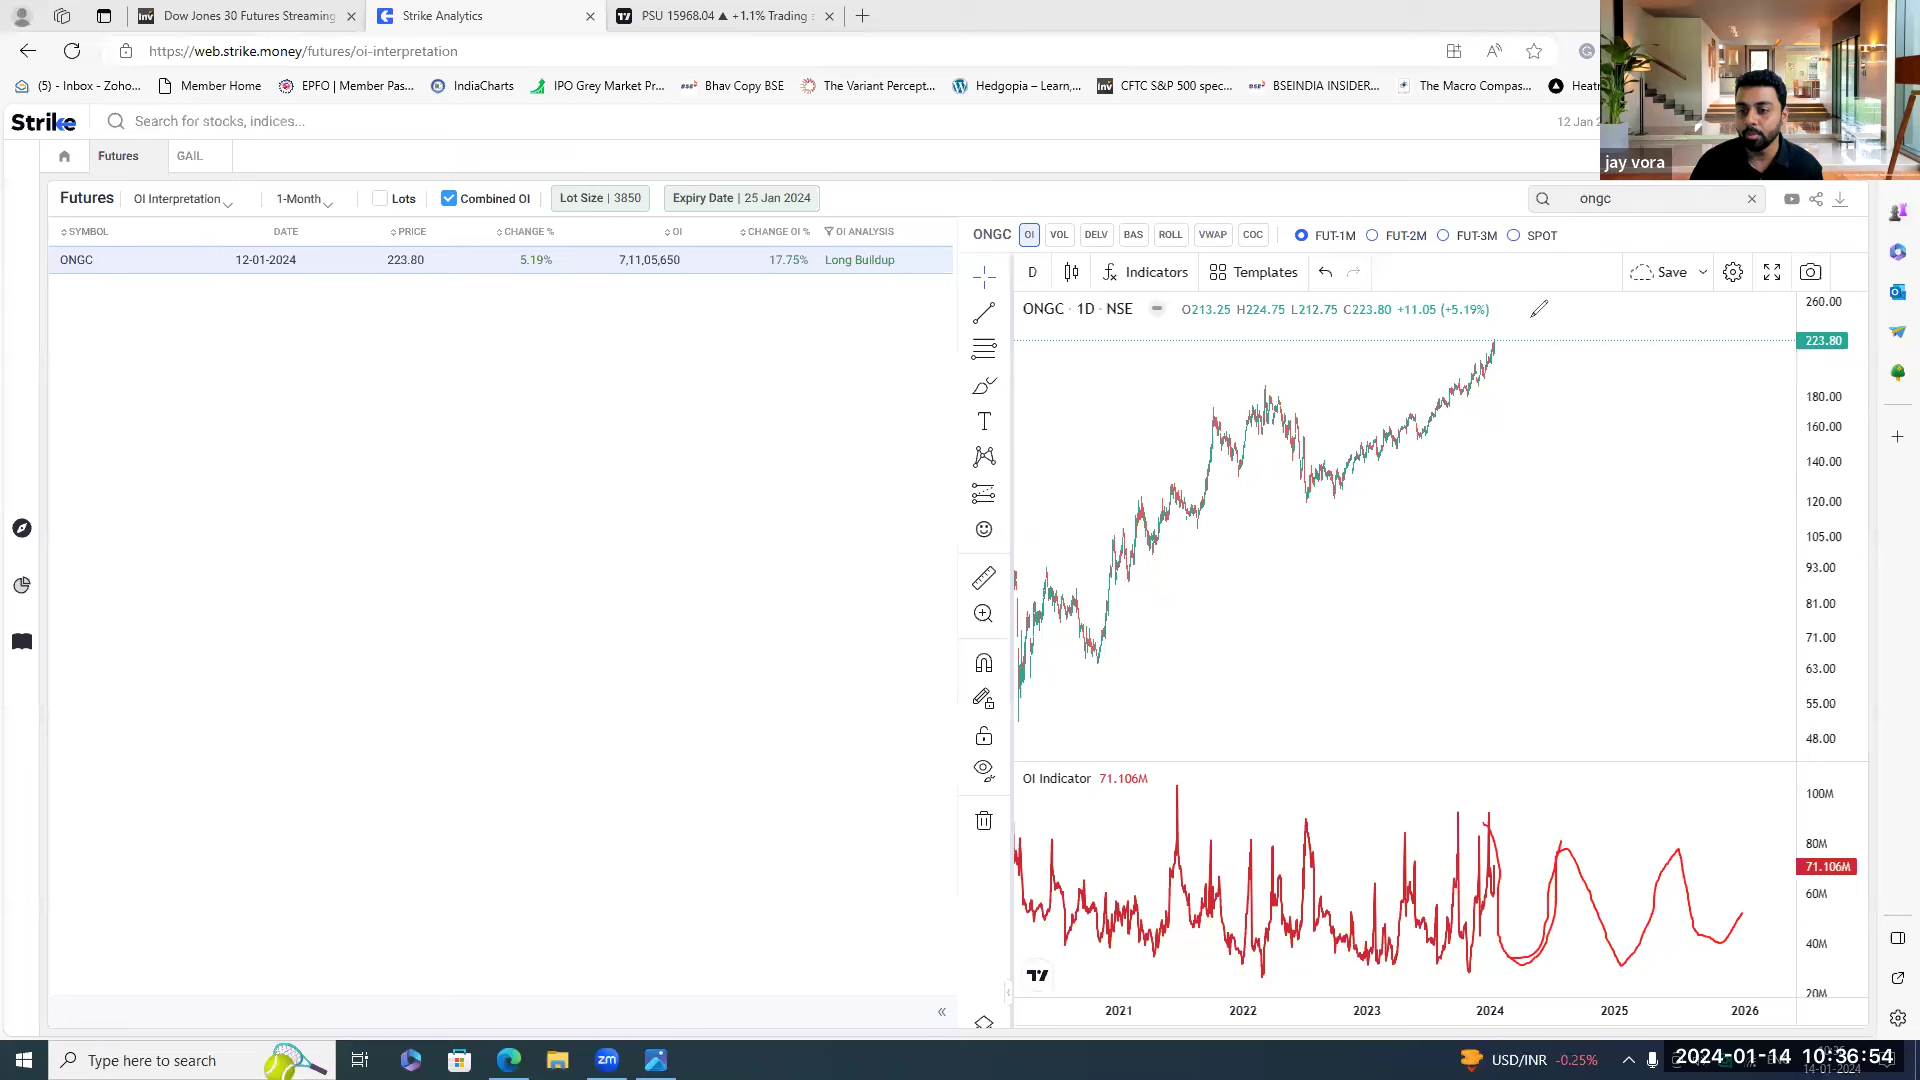 Dow Jones 30 Futures Streaming
Strike Analytics
PSU 15968.04 ▲ +1.1% Trading
https://web.strike.money/futures/oi-interpretation
(5) - Inbox - Zoho...
Member Home
EPFO | Member Pas...
IndiaCharts
IPO Grey Market Pr...
Bhav Copy BSE
The Variant Percept...
Hedgopia – Learn,...
CFTC S&P 500 spec...
BSEINDIA INSIDER...
The Macro Compas...
Strike
Search for stocks, indices...
12 Jan
jay vora
Futures
GAIL
Futures
OI Interpretation
1-Month
Lots
Combined OI
Lot Size | 3850
Expiry Date | 25 Jan 2024
ongc
SYMBOL DATE PRICE CHANGE % OI CHANGE OI % OI ANALYSIS
ONGC 12-01-2024 223.80 5.19% 7,11,05,650 17.75% Long Buildup
ONGC OI VOL DELV BAS ROLL VWAP COC FUT-1M FUT-2M FUT-3M SPOT
D Indicators Templates Save
ONGC · 1D · NSE O213.25 H224.75 L212.75 C223.80 +11.05 (+5.19%)
260.00
223.80
180.00
160.00
140.00
120.00
105.00
93.00
81.00
71.00
63.00
55.00
48.00
OI Indicator 71.106M
100M
80M
71.106M
60M
40M
20M
2021 2022 2023 2024 2025 2026
Type here to search
zm
USD/INR -0.25%
2024-01-14 10:36:54
14-01-2024